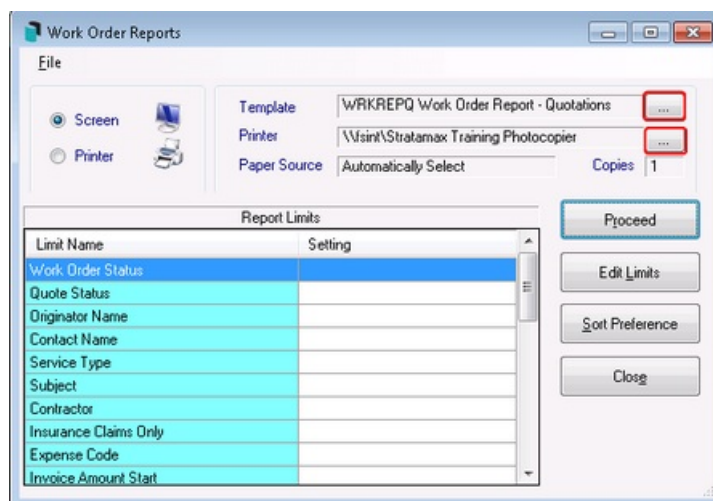 Work Order Reports
File
Screen
Printer
Template WRKREPQ Work Order Report - Quotations ...
Printer \\fsint\Stratamax Training Photocopier ...
Paper Source Automatically Select Copies 1
Report Limits
Limit Name Setting
Work Order Status
Quote Status
Originator Name
Contact Name
Service Type
Subject
Contractor
Insurance Claims Only
Expense Code
Invoice Amount Start
Proceed
Edit Limits
Sort Preference
Close